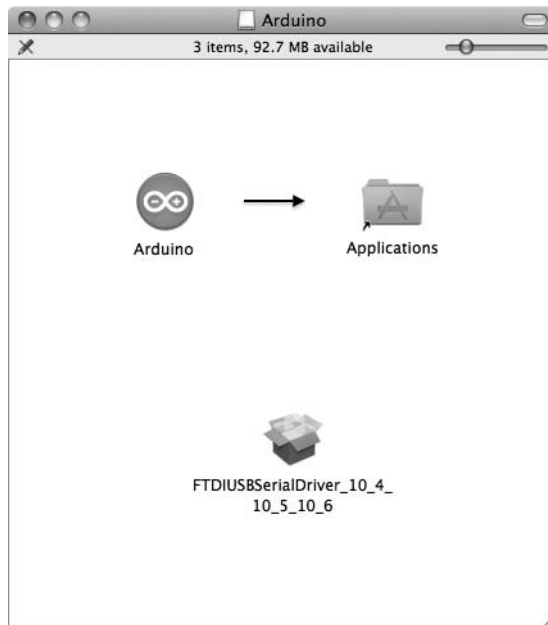 Arduino
3 items, 92.7 MB available
Arduino
Applications
FTDIUSBSerialDriver_10_4_
10_5_10_6